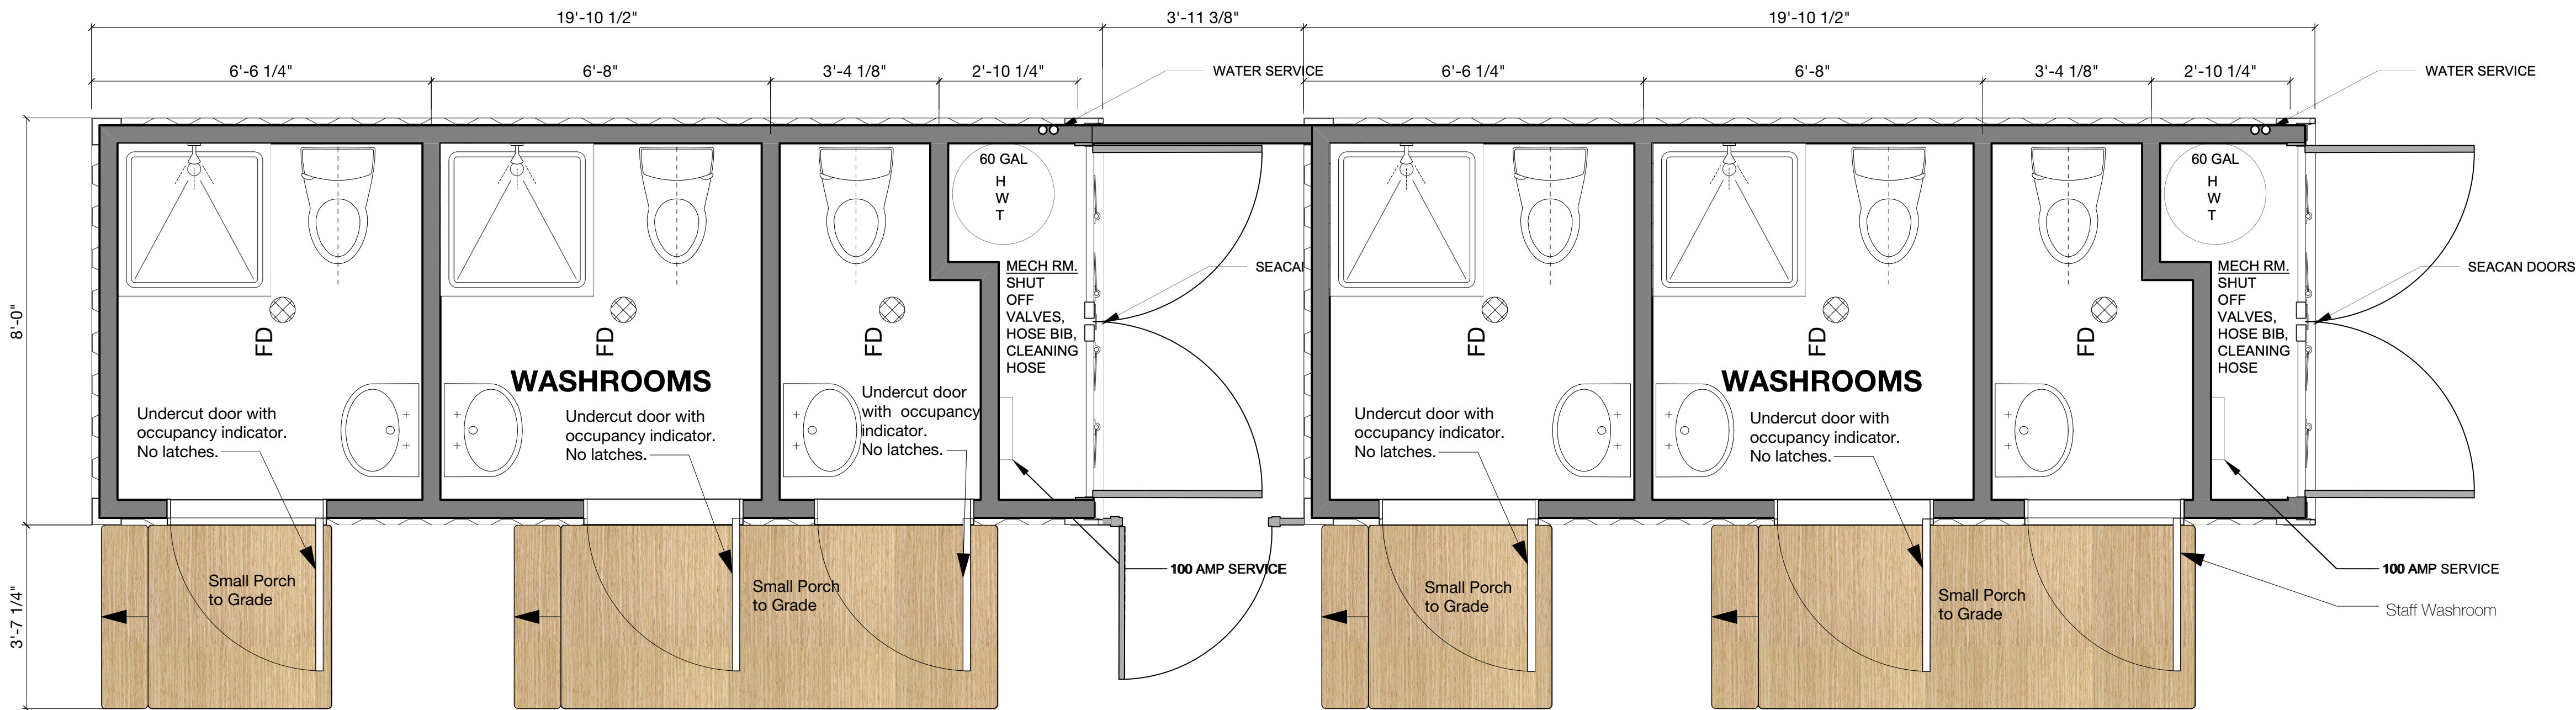 19'-10 1/2"
3'-11 3/8"
19'-10 1/2"
6'-6 1/4"
6'-8"
3'-4 1/8"
2'-10 1/4"
WATER SERVICE
6'-6 1/4"
6'-8"
3'-4 1/8"
2'-10 1/4"
WATER SERVICE
8'-0"
3'-7 1/4"
60 GAL
H
W
T
MECH RM.
SHUT
OFF
VALVES,
HOSE BIB,
CLEANING
HOSE
SEACAN
FD
FD
FD
WASHROOMS
Undercut door with
occupancy indicator.
No latches.
Undercut door with
occupancy indicator.
No latches.
Undercut door
with occupancy
indicator.
No latches.
Small Porch
to Grade
Small Porch
to Grade
100 AMP SERVICE
60 GAL
H
W
T
MECH RM.
SHUT
OFF
VALVES,
HOSE BIB,
CLEANING
HOSE
SEACAN DOORS
FD
FD
FD
WASHROOMS
Undercut door with
occupancy indicator.
No latches.
Undercut door with
occupancy indicator.
No latches.
Small Porch
to Grade
Small Porch
to Grade
100 AMP SERVICE
Staff Washroom